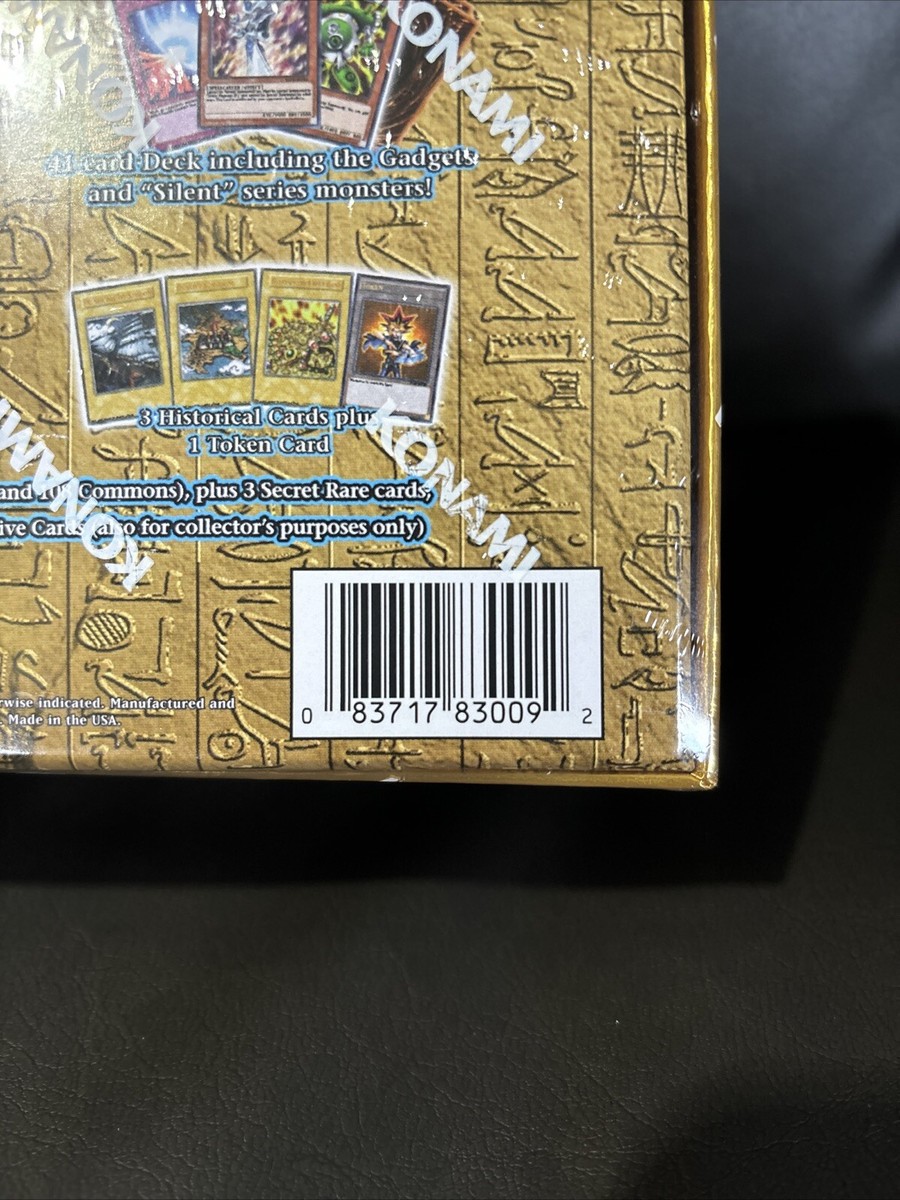 KONAMI
KONAMI
41-card Deck including the Gadgets
and "Silent" series monsters!
3 Historical Cards plus
1 Token Card
KONAMI
KONAMI
and 108 Commons), plus 3 Secret Rare cards,
ive Cards (also for collector's purposes only)
rwise indicated. Manufactured and
. Made in the USA.
0 83717 83009 2